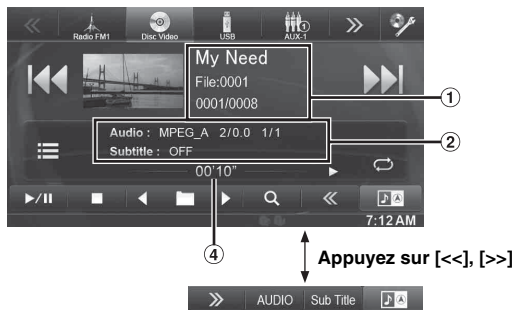 Radio FM1 Disc Video USB AUX-1
My Need
File:0001
0001/0008
Audio : MPEG_A 2/0.0 1/1
Subtitle : OFF
00'10"
7:12 AM
1
2
4
Appuyez sur [<<], [>>]
AUDIO Sub Title